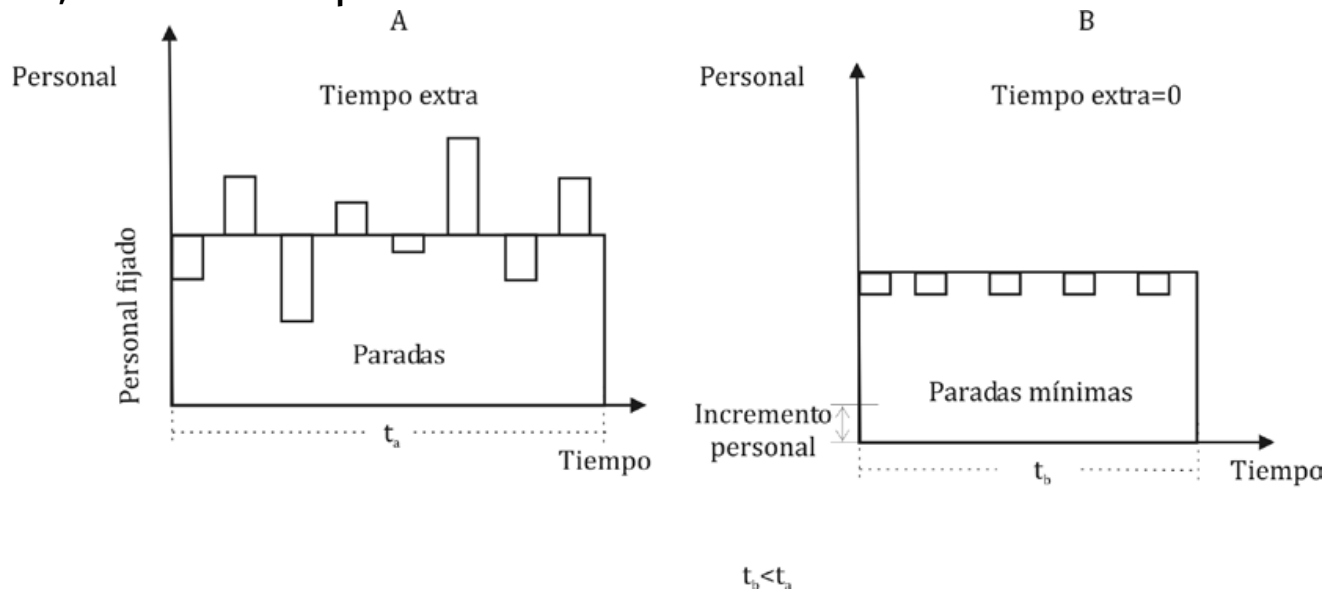 A
Personal
Tiempo extra
Personal fijado
Paradas
tₐ
Tiempo
B
Personal
Tiempo extra=0
Paradas mínimas
Incremento
personal
t_b
Tiempo
t_b<tₐ